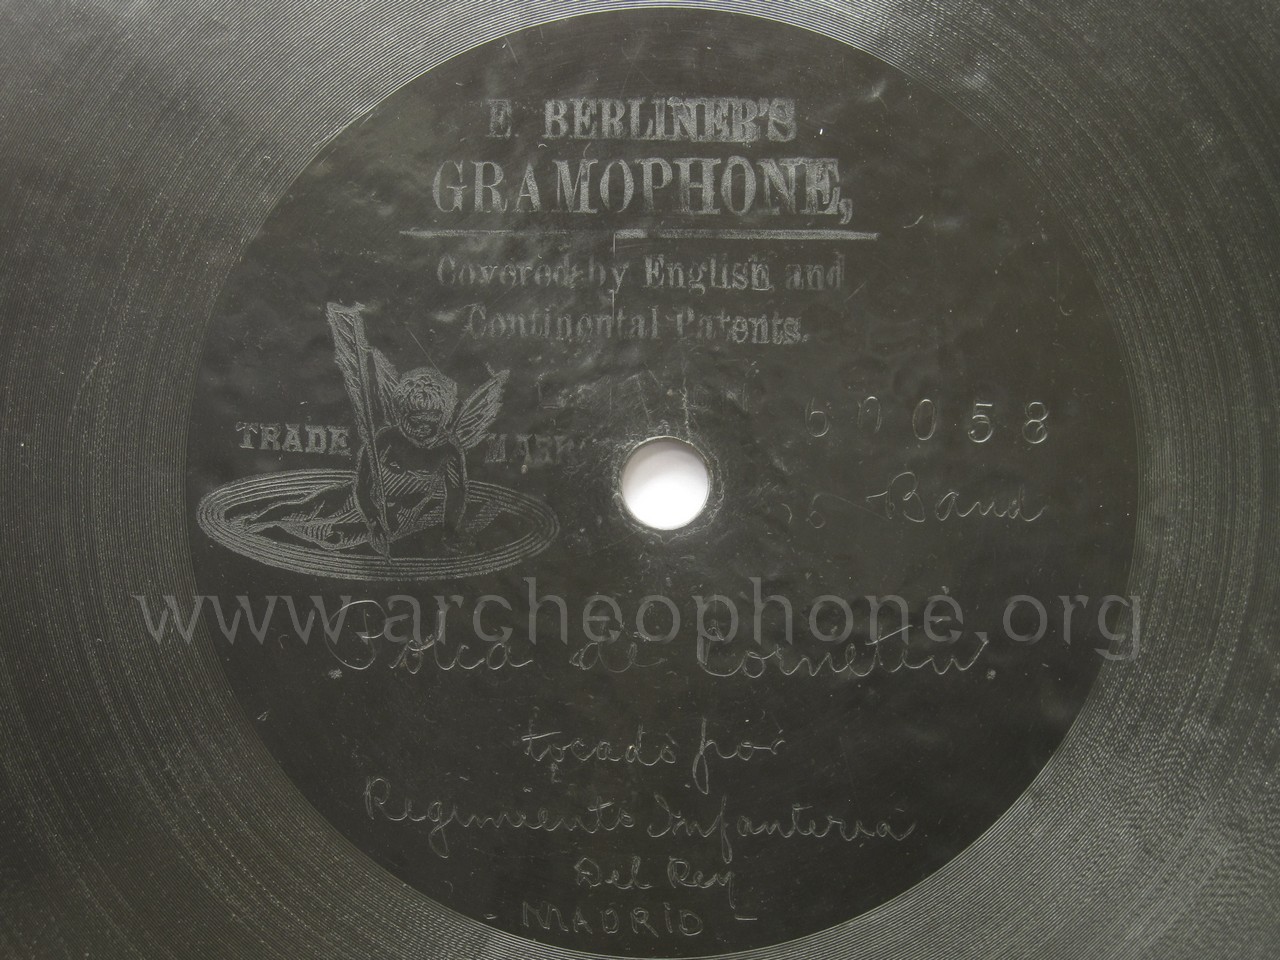 E. BERLINER'S
GRAMOPHONE,
Covered by English and
Continental Patents.
TRADE MARK
60058
Band
www.archeophone.org
Polca de Cornetin.
tocado por
Regimiento Infanteria
Del Rey
- MADRID -